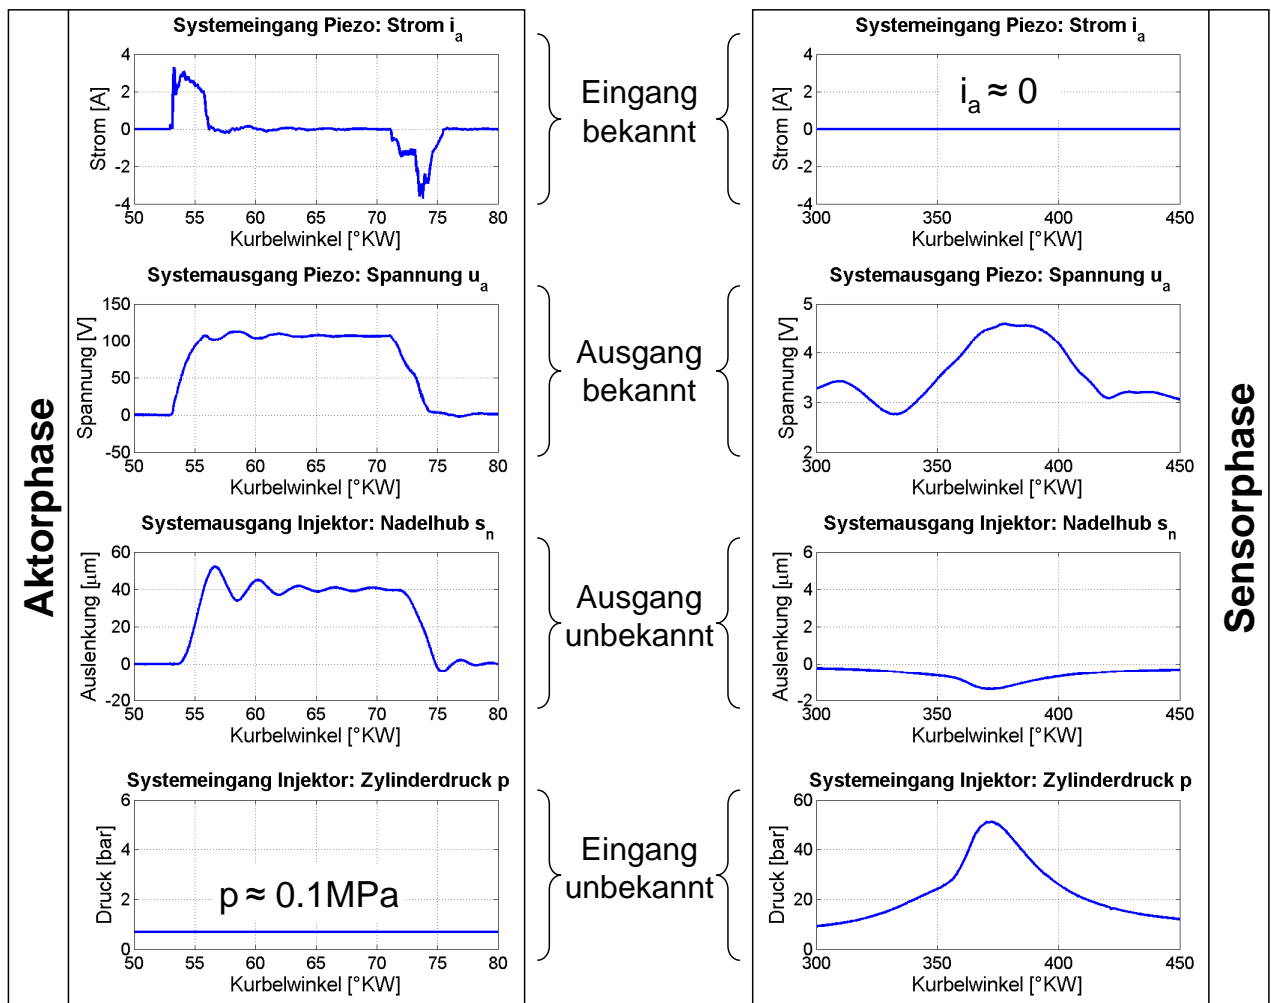 Aktorphase
Systemeingang Piezo: Strom i_a
Strom [A]
4
2
0
-2
-4
50 55 60 65 70 75 80
Kurbelwinkel [°KW]
Systemausgang Piezo: Spannung u_a
Spannung [V]
150
100
50
0
-50
50 55 60 65 70 75 80
Kurbelwinkel [°KW]
Systemausgang Injektor: Nadelhub s_n
Auslenkung [μm]
60
40
20
0
-20
50 55 60 65 70 75 80
Kurbelwinkel [°KW]
Systemeingang Injektor: Zylinderdruck p
Druck [bar]
6
4
2
0
p ≈ 0.1MPa
50 55 60 65 70 75 80
Kurbelwinkel [°KW]
Eingang
bekannt
Ausgang
bekannt
Ausgang
unbekannt
Eingang
unbekannt
Systemeingang Piezo: Strom i_a
Strom [A]
4
2
0
-2
-4
i_a ≈ 0
300 350 400 450
Kurbelwinkel [°KW]
Systemausgang Piezo: Spannung u_a
Spannung [V]
5
4
3
2
300 350 400 450
Kurbelwinkel [°KW]
Systemausgang Injektor: Nadelhub s_n
Auslenkung [μm]
6
4
2
0
-2
300 350 400 450
Kurbelwinkel [°KW]
Systemeingang Injektor: Zylinderdruck p
Druck [bar]
60
40
20
0
300 350 400 450
Kurbelwinkel [°KW]
Sensorphase